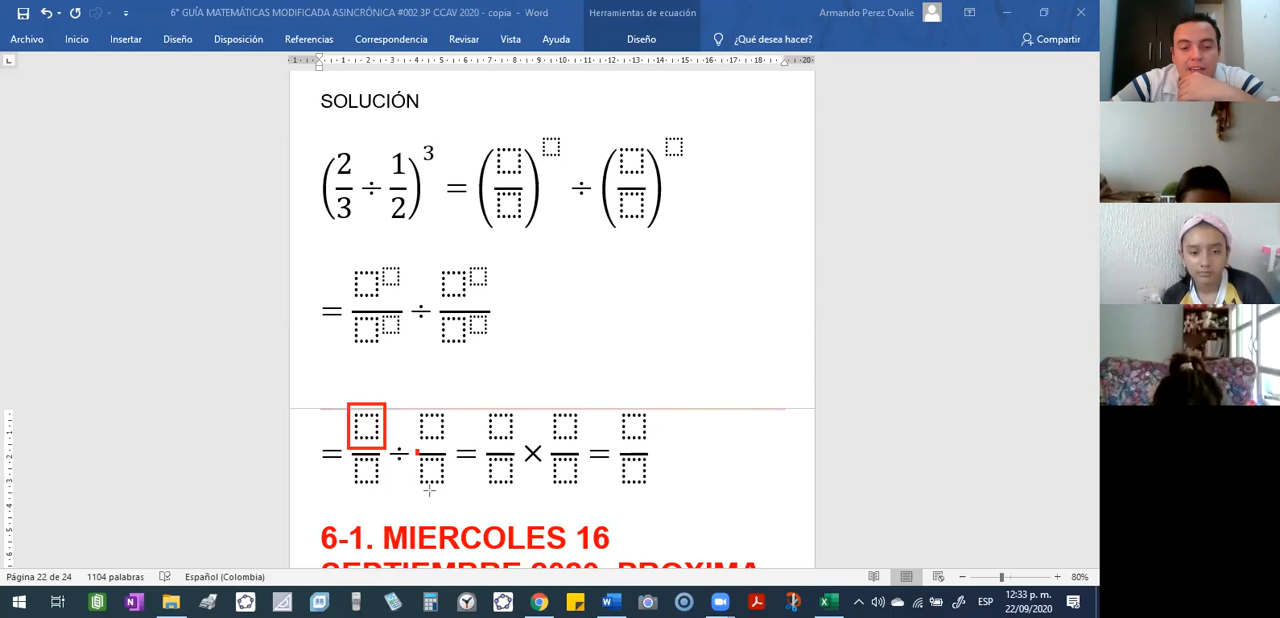 6° GUÍA MATEMÁTICAS MODIFICADA ASINCRÓNICA #002 3P CCAV 2020 - copia - Word
Herramientas de ecuación
Armando Perez Ovalle
Archivo Inicio Insertar Diseño Disposición Referencias Correspondencia Revisar Vista Ayuda Diseño ¿Qué desea hacer? Compartir
SOLUCIÓN
(2/3 ÷ 1/2)³ = (⬚/⬚)^⬚ ÷ (⬚/⬚)^⬚
= ⬚^⬚/⬚^⬚ ÷ ⬚^⬚/⬚^⬚
= ⬚/⬚ ÷ ⬚/⬚ = ⬚/⬚ × ⬚/⬚ = ⬚/⬚
6-1. MIERCOLES 16
SEPTIEMBRE 2020. PROXIMA
Página 22 de 24 1104 palabras Español (Colombia) 80%
ESP 12:33 p. m.
22/09/2020